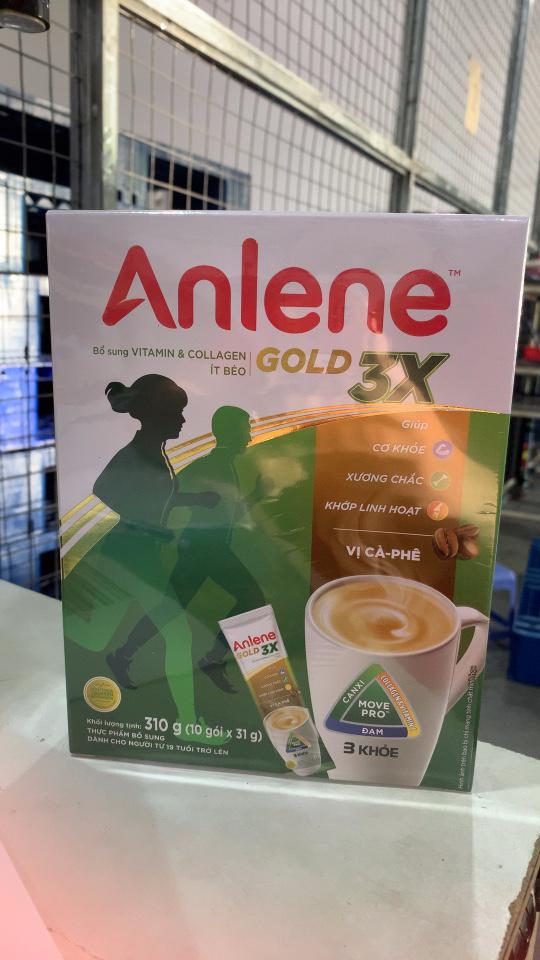 Anlene™
Bổ sung VITAMIN & COLLAGEN
ÍT BÉO
GOLD 3X
Giúp
CƠ KHỎE
XƯƠNG CHẮC
KHỚP LINH HOẠT
VỊ CÀ-PHÊ
Anlene
GOLD 3X
CANXI
COLLAGEN & VITAMIN
MOVE
PRO™
ĐẠM
3 KHỎE
Khối lượng tịnh: 310 g (10 gói x 31 g)
THỰC PHẨM BỔ SUNG
DÀNH CHO NGƯỜI TỪ 19 TUỔI TRỞ LÊN